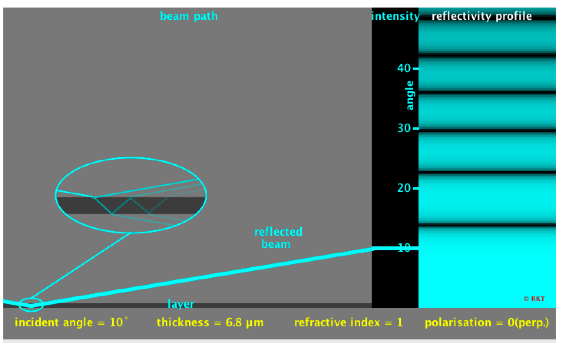 beam path
intensity
reflectivity profile
40
angle
30
20
reflected
beam
10
© RKT
layer
incident angle = 10°
thickness = 6.8 µm
refractive index = 1
polarisation = 0(perp.)